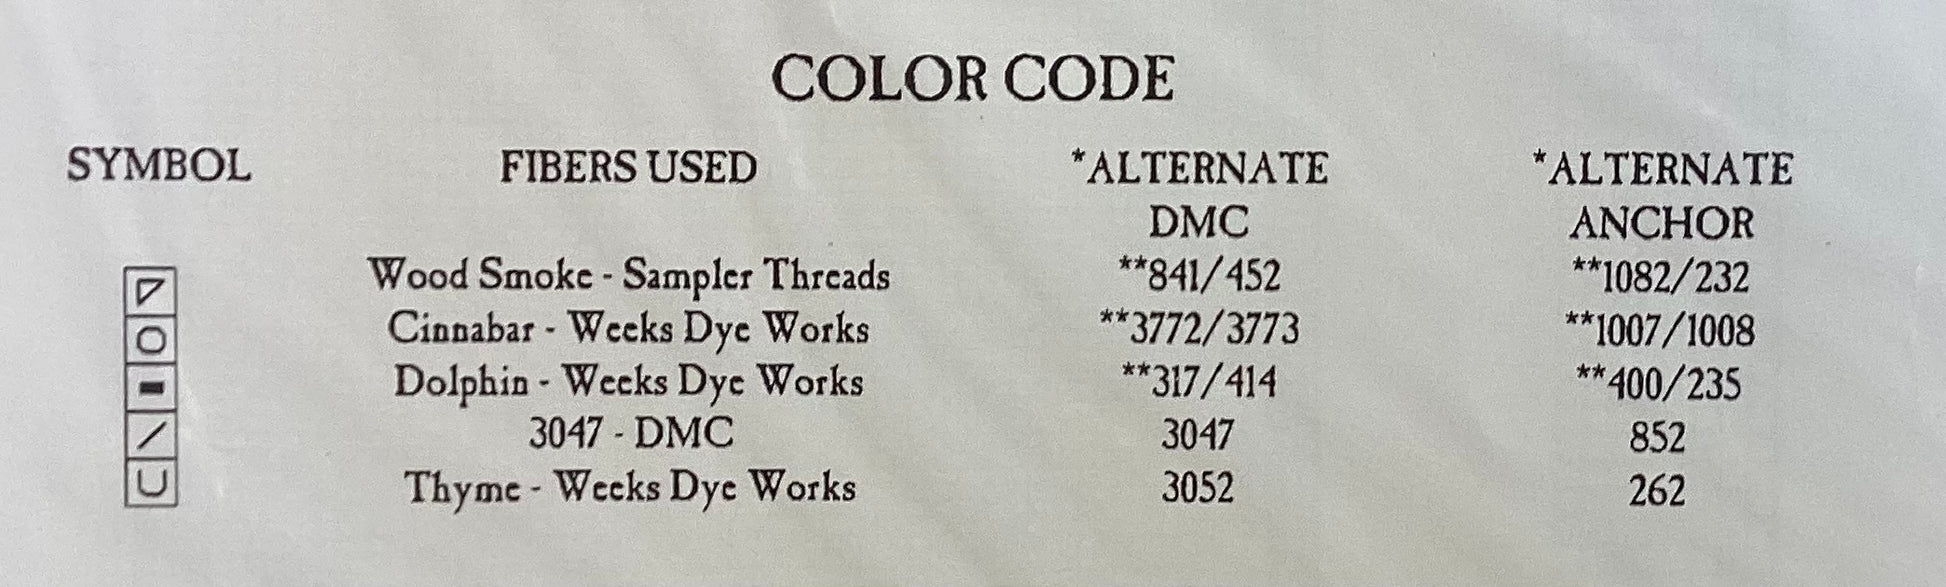 COLOR CODE
SYMBOL FIBERS USED *ALTERNATE *ALTERNATE
DMC ANCHOR
Wood Smoke - Sampler Threads **841/452 **1082/232
Cinnabar - Weeks Dye Works **3772/3773 **1007/1008
Dolphin - Weeks Dye Works **317/414 **400/235
3047 - DMC 3047 852
Thyme - Weeks Dye Works 3052 262